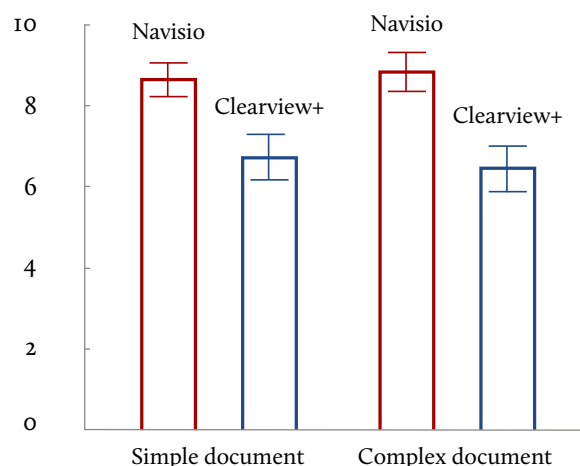 10
Navisio
Navisio
8
Clearview+
Clearview+
6
4
2
0
Simple document
Complex document